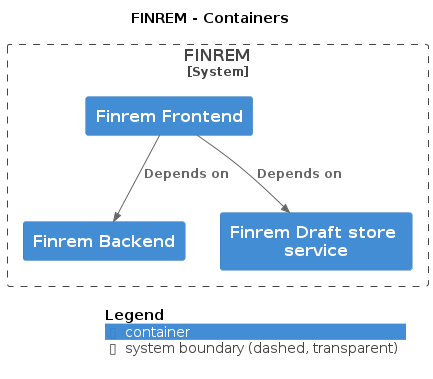 FINREM - Containers
FINREM
[System]
Finrem Frontend
Depends on
Depends on
Finrem Backend
Finrem Draft store
service
Legend
▯ container
▯ system boundary (dashed, transparent)